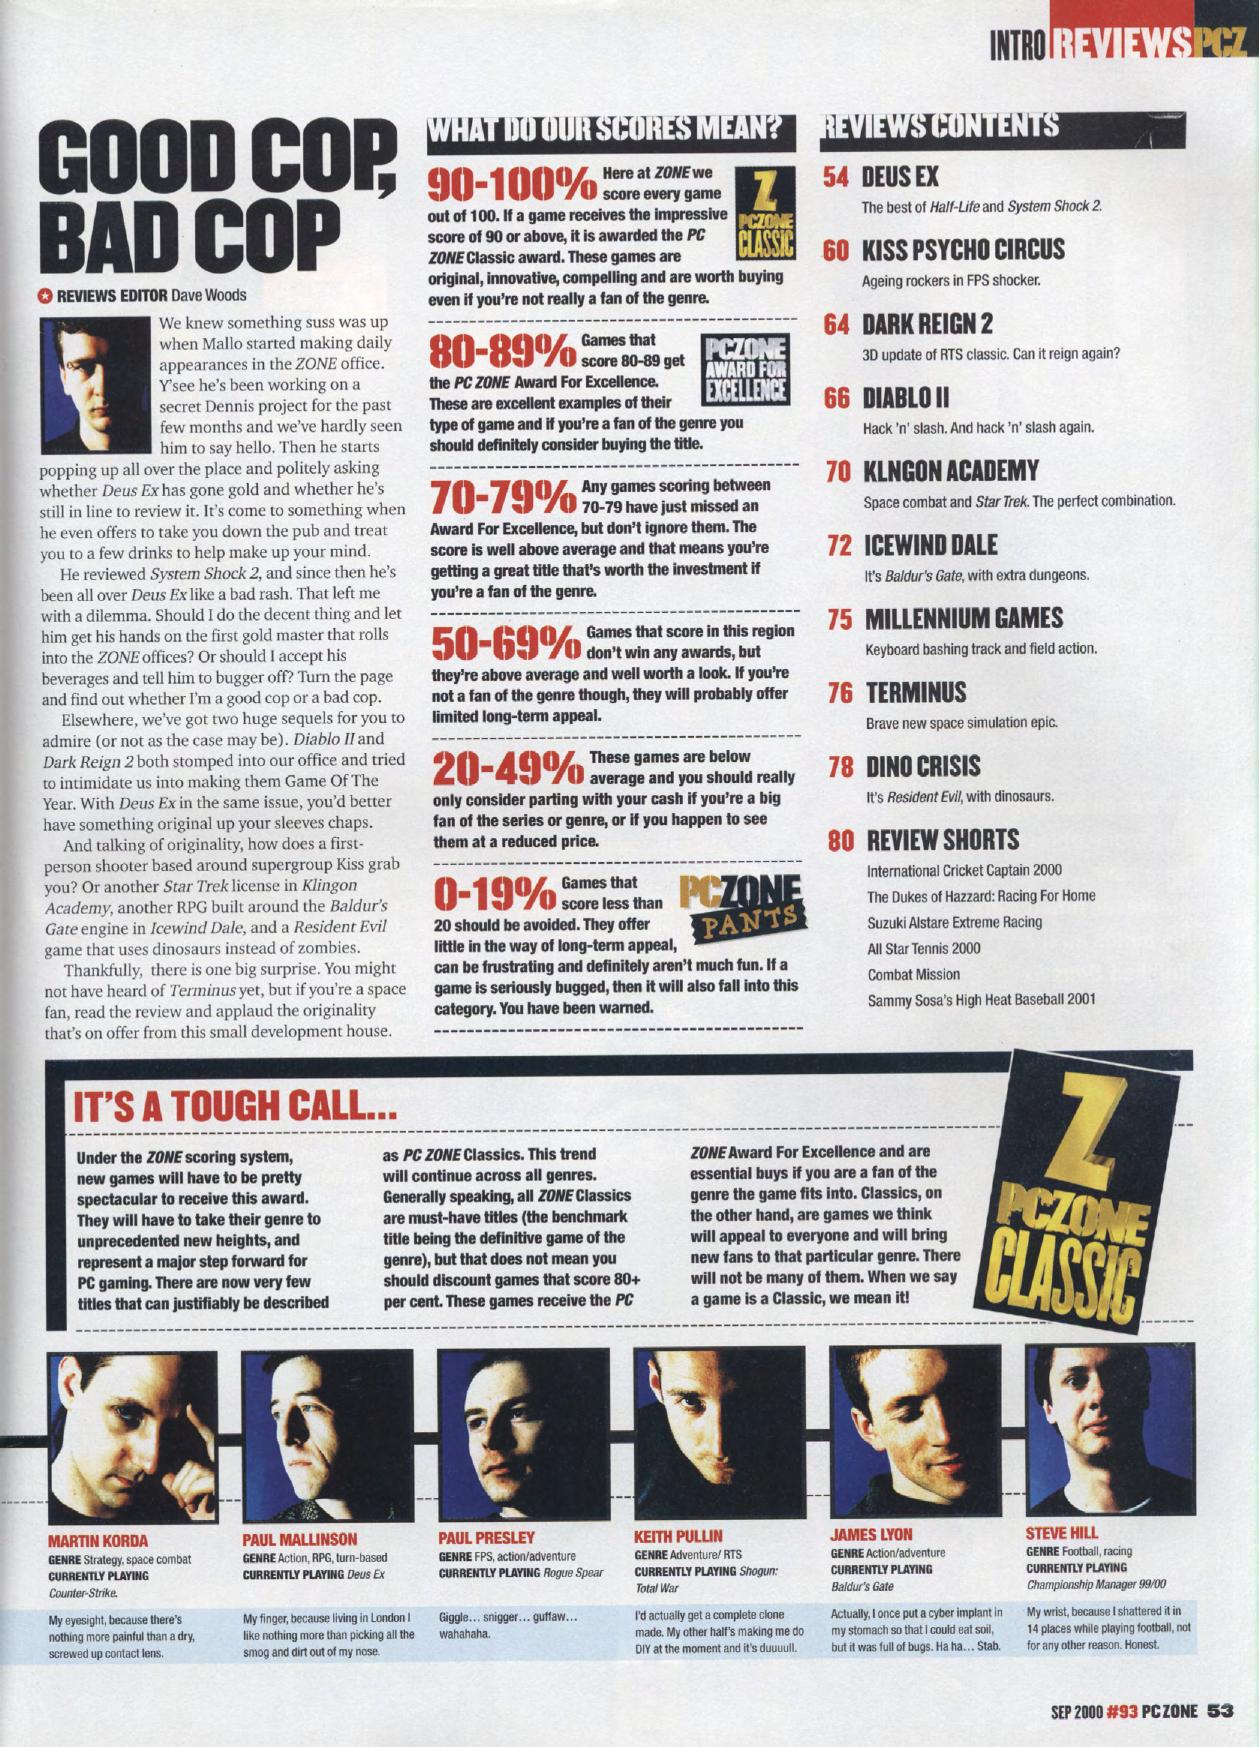 INTRO REVIEWS PCZ
GOOD COP,
BAD COP
REVIEWS EDITOR Dave Woods
We knew something suss was up
when Mallo started making daily
appearances in the ZONE office.
Y'see he's been working on a
secret Dennis project for the past
few months and we've hardly seen
him to say hello. Then he starts
popping up all over the place and politely asking
whether Deus Ex has gone gold and whether he's
still in line to review it. It's come to something when
he even offers to take you down the pub and treat
you to a few drinks to help make up your mind.
He reviewed System Shock 2, and since then he's
been all over Deus Ex like a bad rash. That left me
with a dilemma. Should I do the decent thing and let
him get his hands on the first gold master that rolls
into the ZONE offices? Or should I accept his
beverages and tell him to bugger off? Turn the page
and find out whether I'm a good cop or a bad cop.
Elsewhere, we've got two huge sequels for you to
admire (or not as the case may be). Diablo II and
Dark Reign 2 both stomped into our office and tried
to intimidate us into making them Game Of The
Year. With Deus Ex in the same issue, you'd better
have something original up your sleeves chaps.
And talking of originality, how does a first-
person shooter based around supergroup Kiss grab
you? Or another Star Trek license in Klingon
Academy, another RPG built around the Baldur's
Gate engine in Icewind Dale, and a Resident Evil
game that uses dinosaurs instead of zombies.
Thankfully, there is one big surprise. You might
not have heard of Terminus yet, but if you're a space
fan, read the review and applaud the originality
that's on offer from this small development house.
WHAT DO OUR SCORES MEAN?
90-100% Here at ZONE we
score every game
out of 100. If a game receives the impressive
score of 90 or above, it is awarded the PC
ZONE Classic award. These games are
original, innovative, compelling and are worth buying
even if you're not really a fan of the genre.
Z
PCZONE
CLASSIC
80-89% Games that
score 80-89 get
the PC ZONE Award For Excellence.
These are excellent examples of their
type of game and if you're a fan of the genre you
should definitely consider buying the title.
PCZONE
AWARD FOR
EXCELLENCE
70-79% Any games scoring between
70-79 have just missed an
Award For Excellence, but don't ignore them. The
score is well above average and that means you're
getting a great title that's worth the investment if
you're a fan of the genre.
50-69% Games that score in this region
don't win any awards, but
they're above average and well worth a look. If you're
not a fan of the genre though, they will probably offer
limited long-term appeal.
20-49% These games are below
average and you should really
only consider parting with your cash if you're a big
fan of the series or genre, or if you happen to see
them at a reduced price.
0-19% Games that
score less than
20 should be avoided. They offer
little in the way of long-term appeal,
can be frustrating and definitely aren't much fun. If a
game is seriously bugged, then it will also fall into this
category. You have been warned.
PCZONE
PANTS
REVIEWS CONTENTS
54 DEUS EX
The best of Half-Life and System Shock 2.
60 KISS PSYCHO CIRCUS
Ageing rockers in FPS shocker.
64 DARK REIGN 2
3D update of RTS classic. Can it reign again?
66 DIABLO II
Hack 'n' slash. And hack 'n' slash again.
70 KLNGON ACADEMY
Space combat and Star Trek. The perfect combination.
72 ICEWIND DALE
It's Baldur's Gate, with extra dungeons.
75 MILLENNIUM GAMES
Keyboard bashing track and field action.
76 TERMINUS
Brave new space simulation epic.
78 DINO CRISIS
It's Resident Evil, with dinosaurs.
80 REVIEW SHORTS
International Cricket Captain 2000
The Dukes of Hazzard: Racing For Home
Suzuki Alstare Extreme Racing
All Star Tennis 2000
Combat Mission
Sammy Sosa's High Heat Baseball 2001
IT'S A TOUGH CALL...
Under the ZONE scoring system,
new games will have to be pretty
spectacular to receive this award.
They will have to take their genre to
unprecedented new heights, and
represent a major step forward for
PC gaming. There are now very few
titles that can justifiably be described
as PC ZONE Classics. This trend
will continue across all genres.
Generally speaking, all ZONE Classics
are must-have titles (the benchmark
title being the definitive game of the
genre), but that does not mean you
should discount games that score 80+
per cent. These games receive the PC
ZONE Award For Excellence and are
essential buys if you are a fan of the
genre the game fits into. Classics, on
the other hand, are games we think
will appeal to everyone and will bring
new fans to that particular genre. There
will not be many of them. When we say
a game is a Classic, we mean it!
Z
PCZONE
CLASSIC
MARTIN KORDA
GENRE Strategy, space combat
CURRENTLY PLAYING
Counter-Strike.
My eyesight, because there's
nothing more painful than a dry,
screwed up contact lens.
PAUL MALLINSON
GENRE Action, RPG, turn-based
CURRENTLY PLAYING Deus Ex
My finger, because living in London I
like nothing more than picking all the
smog and dirt out of my nose.
PAUL PRESLEY
GENRE FPS, action/adventure
CURRENTLY PLAYING Rogue Spear
Giggle... snigger... guffaw...
wahahaha.
KEITH PULLIN
GENRE Adventure/ RTS
CURRENTLY PLAYING Shogun:
Total War
I'd actually get a complete clone
made. My other half's making me do
DIY at the moment and it's duuuull.
JAMES LYON
GENRE Action/adventure
CURRENTLY PLAYING
Baldur's Gate
Actually, I once put a cyber implant in
my stomach so that I could eat soil,
but it was full of bugs. Ha ha... Stab.
STEVE HILL
GENRE Football, racing
CURRENTLY PLAYING
Championship Manager 99/00
My wrist, because I shattered it in
14 places while playing football, not
for any other reason. Honest.
SEP 2000 #93 PC ZONE 53